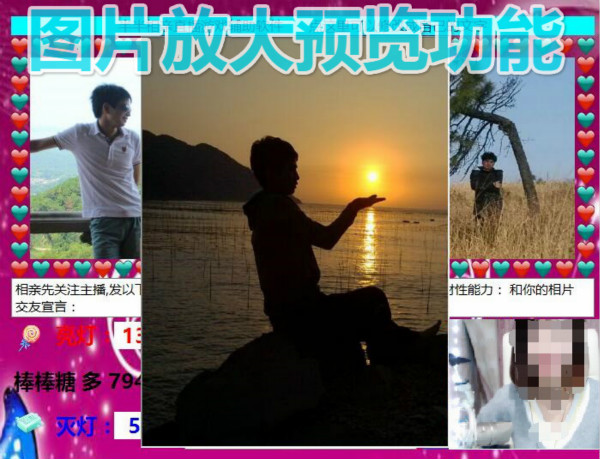 图片放大预览功能
相亲先关注主播,发以下
对性能力： 和你的相片
交友宣言：
亮灯： 13
棒棒糖 多 794
灭灯： 5